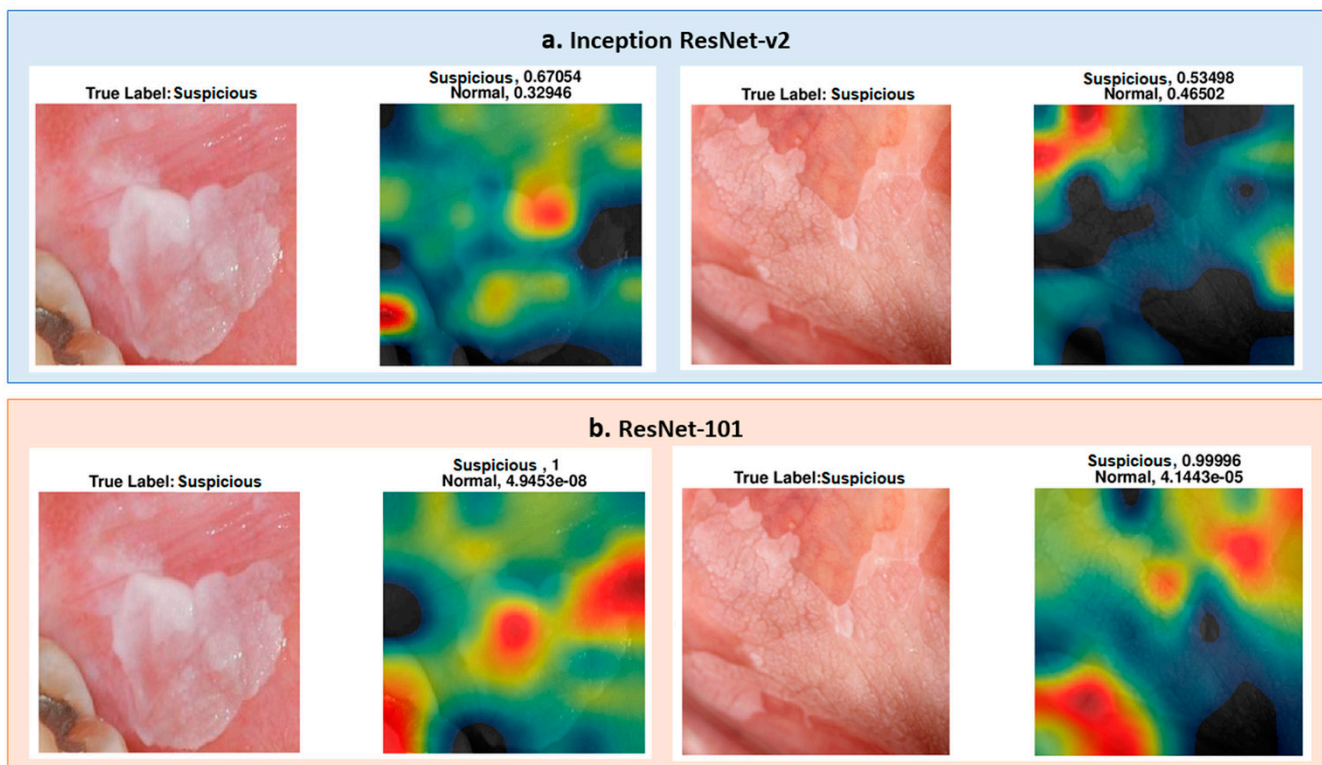 a. Inception ResNet-v2
True Label: Suspicious
Suspicious, 0.67054
Normal, 0.32946
True Label: Suspicious
Suspicious, 0.53498
Normal, 0.46502
b. ResNet-101
True Label: Suspicious
Suspicious , 1
Normal, 4.9453e-08
True Label:Suspicious
Suspicious, 0.99996
Normal, 4.1443e-05